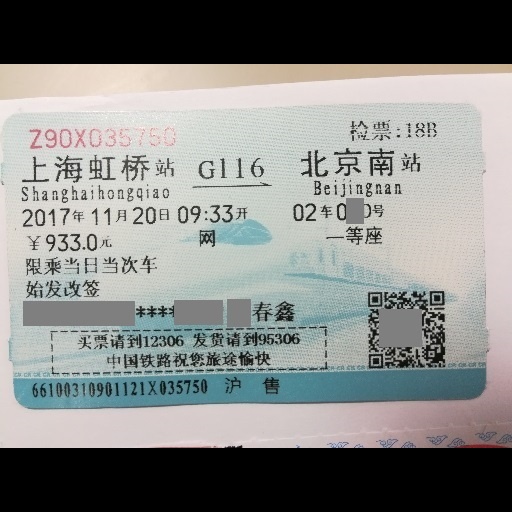 Z90X035750 检票:18B
上海虹桥站 G116 北京南站
Shanghaihongqiao Beijingnan
2017年11月20日09:33开 02车0 0号
¥933.0元 网 一等座
限乘当日当次车
始发改签
**** 春鑫
买票请到12306 发货请到95306
中国铁路祝您旅途愉快
66100310901121X035750 沪售